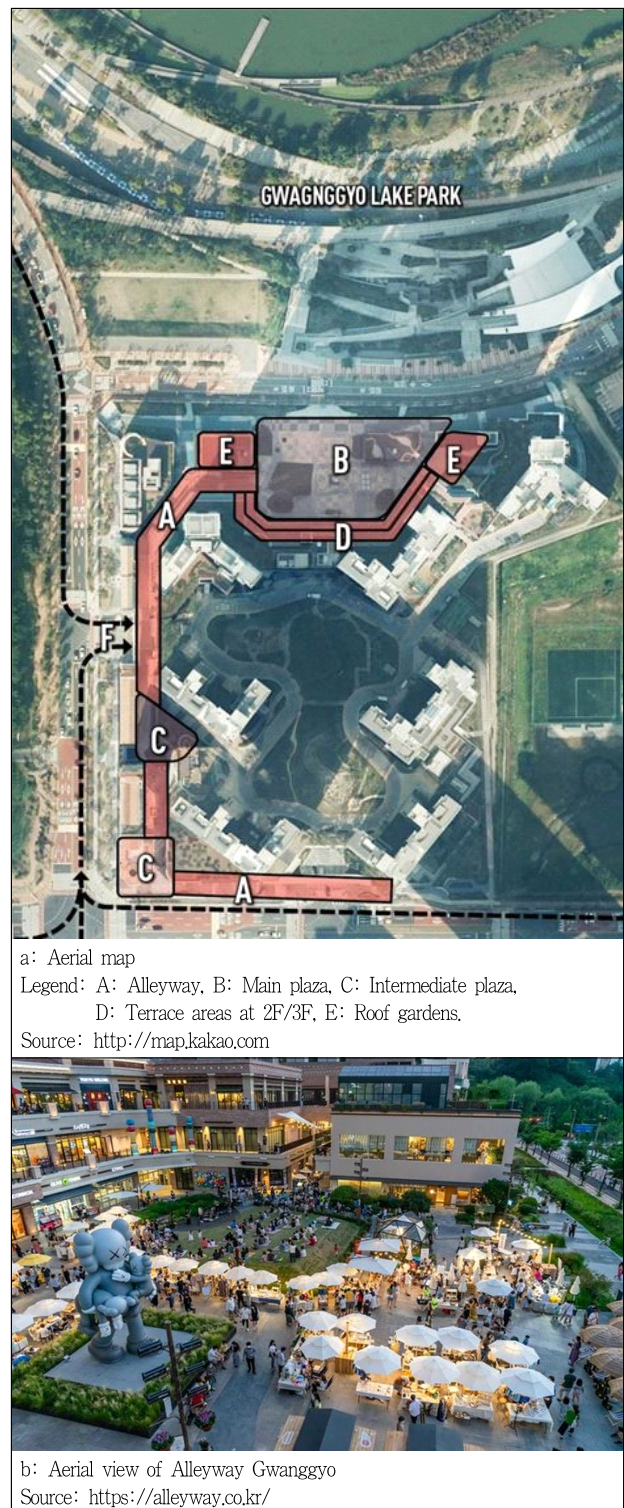 GWAGNGGYO LAKE PARK
E
B
E
A
D
F
C
C
A
a: Aerial map
Legend: A: Alleyway, B: Main plaza, C: Intermediate plaza,
D: Terrace areas at 2F/3F, E: Roof gardens.
Source: http://map.kakao.com
b: Aerial view of Alleyway Gwanggyo
Source: https://alleyway.co.kr/